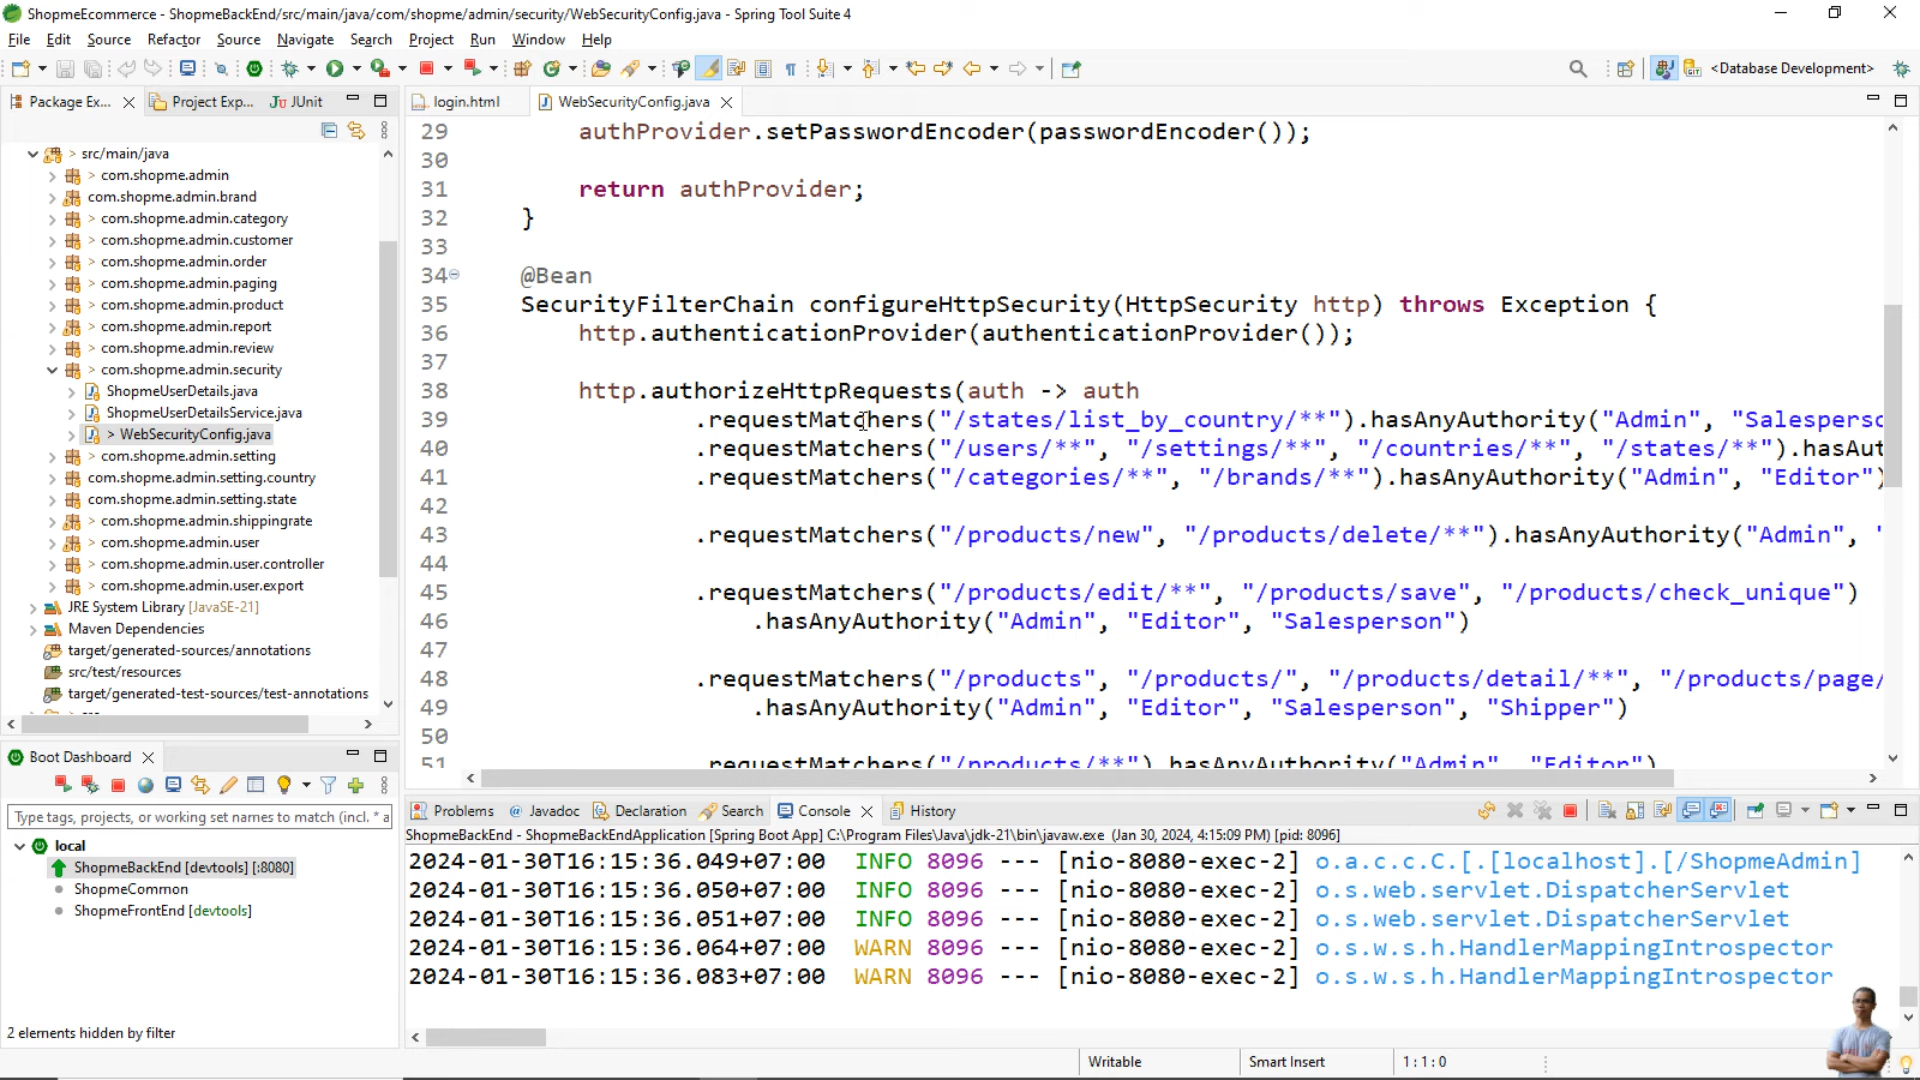 ShopmeEcommerce - ShopmeBackEnd/src/main/java/com/shopme/admin/security/WebSecurityConfig.java - Spring Tool Suite 4
File Edit Source Refactor Source Navigate Search Project Run Window Help
<Database Development>
Package Ex... Project Exp... JUnit
login.html WebSecurityConfig.java
> src/main/java
> com.shopme.admin
com.shopme.admin.brand
> com.shopme.admin.category
> com.shopme.admin.customer
> com.shopme.admin.order
> com.shopme.admin.paging
> com.shopme.admin.product
> com.shopme.admin.report
> com.shopme.admin.review
> com.shopme.admin.security
ShopmeUserDetails.java
ShopmeUserDetailsService.java
> WebSecurityConfig.java
> com.shopme.admin.setting
com.shopme.admin.setting.country
com.shopme.admin.setting.state
> com.shopme.admin.shippingrate
> com.shopme.admin.user
> com.shopme.admin.user.controller
> com.shopme.admin.user.export
JRE System Library [JavaSE-21]
Maven Dependencies
target/generated-sources/annotations
src/test/resources
target/generated-test-sources/test-annotations
29 authProvider.setPasswordEncoder(passwordEncoder());
30
31 return authProvider;
32 }
33
34 @Bean
35 SecurityFilterChain configureHttpSecurity(HttpSecurity http) throws Exception {
36 http.authenticationProvider(authenticationProvider());
37
38 http.authorizeHttpRequests(auth -> auth
39 .requestMatchers("/states/list_by_country/**").hasAnyAuthority("Admin", "Salesperso
40 .requestMatchers("/users/**", "/settings/**", "/countries/**", "/states/**").hasAut
41 .requestMatchers("/categories/**", "/brands/**").hasAnyAuthority("Admin", "Editor")
42
43 .requestMatchers("/products/new", "/products/delete/**").hasAnyAuthority("Admin", "
44
45 .requestMatchers("/products/edit/**", "/products/save", "/products/check_unique")
46 .hasAnyAuthority("Admin", "Editor", "Salesperson")
47
48 .requestMatchers("/products", "/products/", "/products/detail/**", "/products/page/
49 .hasAnyAuthority("Admin", "Editor", "Salesperson", "Shipper")
50
51 .requestMatchers("/products/**").hasAnyAuthority("Admin", "Editor")
Boot Dashboard
Type tags, projects, or working set names to match (incl. * a
local
ShopmeBackEnd [devtools] [:8080]
ShopmeCommon
ShopmeFrontEnd [devtools]
2 elements hidden by filter
Problems Javadoc Declaration Search Console History
ShopmeBackEnd - ShopmeBackEndApplication [Spring Boot App] C:\Program Files\Java\jdk-21\bin\javaw.exe (Jan 30, 2024, 4:15:09 PM) [pid: 8096]
2024-01-30T16:15:36.049+07:00 INFO 8096 --- [nio-8080-exec-2] o.a.c.c.C.[.[localhost].[/ShopmeAdmin]
2024-01-30T16:15:36.050+07:00 INFO 8096 --- [nio-8080-exec-2] o.s.web.servlet.DispatcherServlet
2024-01-30T16:15:36.051+07:00 INFO 8096 --- [nio-8080-exec-2] o.s.web.servlet.DispatcherServlet
2024-01-30T16:15:36.064+07:00 WARN 8096 --- [nio-8080-exec-2] o.s.w.s.h.HandlerMappingIntrospector
2024-01-30T16:15:36.083+07:00 WARN 8096 --- [nio-8080-exec-2] o.s.w.s.h.HandlerMappingIntrospector
Writable Smart Insert 1:1:0